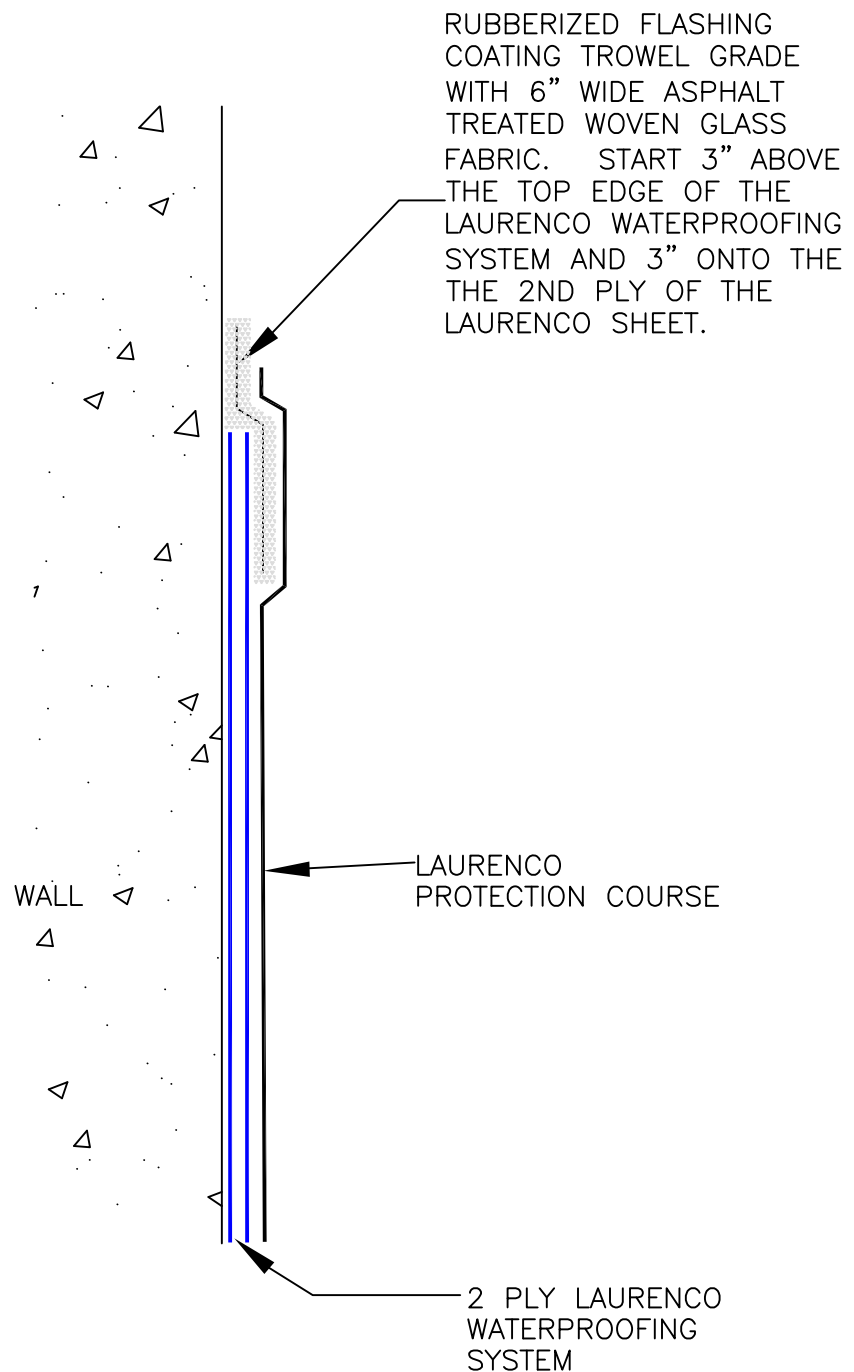 RUBBERIZED FLASHING
COATING TROWEL GRADE
WITH 6” WIDE ASPHALT
TREATED WOVEN GLASS
FABRIC. START 3” ABOVE
THE TOP EDGE OF THE
LAURENCO WATERPROOFING
SYSTEM AND 3” ONTO THE
THE 2ND PLY OF THE
LAURENCO SHEET.
1
LAURENCO
PROTECTION COURSE
WALL
2 PLY LAURENCO
WATERPROOFING
SYSTEM